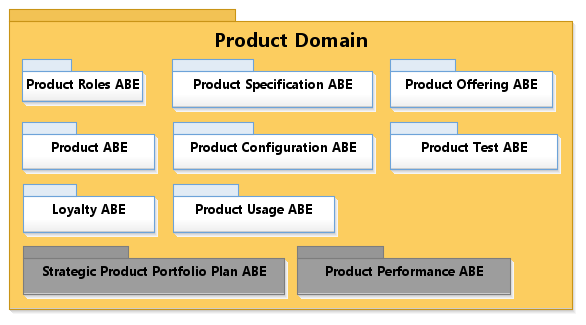 Product Domain
Product Roles ABE
Product Specification ABE
Product Offering ABE
Product ABE
Product Configuration ABE
Product Test ABE
Loyalty ABE
Product Usage ABE
Strategic Product Portfolio Plan ABE
Product Performance ABE